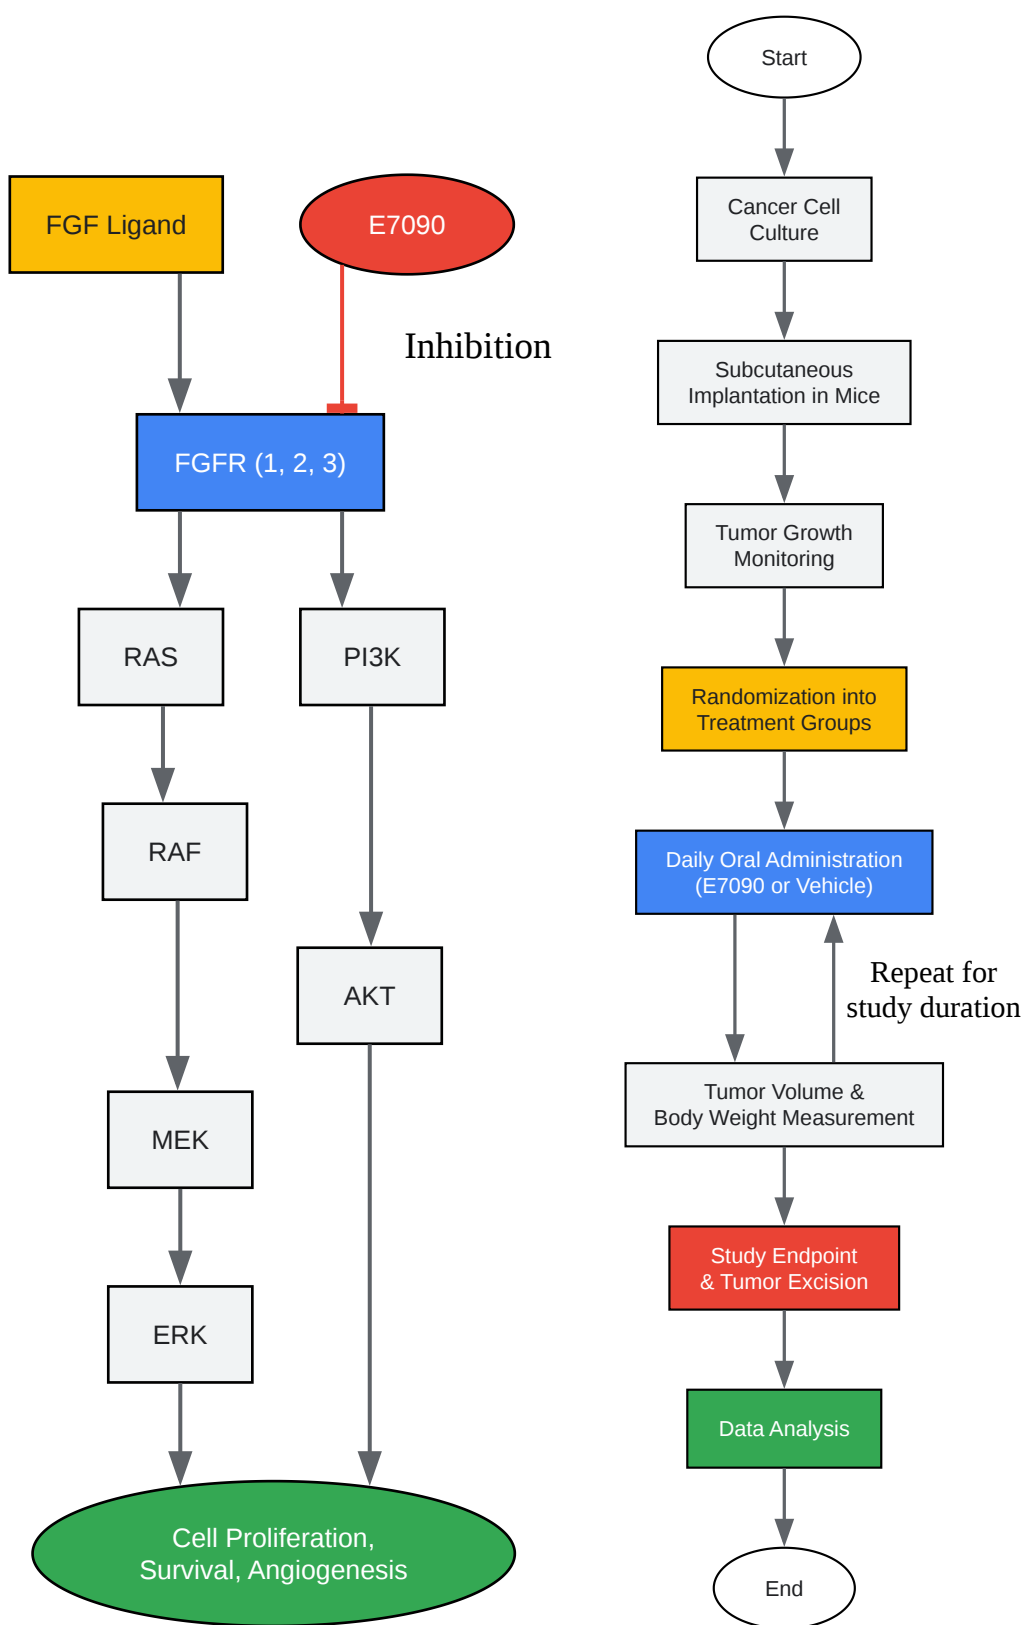 FGF Ligand
E7090
Inhibition
FGFR (1, 2, 3)
RAS
PI3K
RAF
AKT
MEK
ERK
Cell Proliferation,
Survival, Angiogenesis
Start
Cancer Cell
Culture
Subcutaneous
Implantation in Mice
Tumor Growth
Monitoring
Randomization into
Treatment Groups
Daily Oral Administration
(E7090 or Vehicle)
Repeat for
study duration
Tumor Volume &
Body Weight Measurement
Study Endpoint
& Tumor Excision
Data Analysis
End